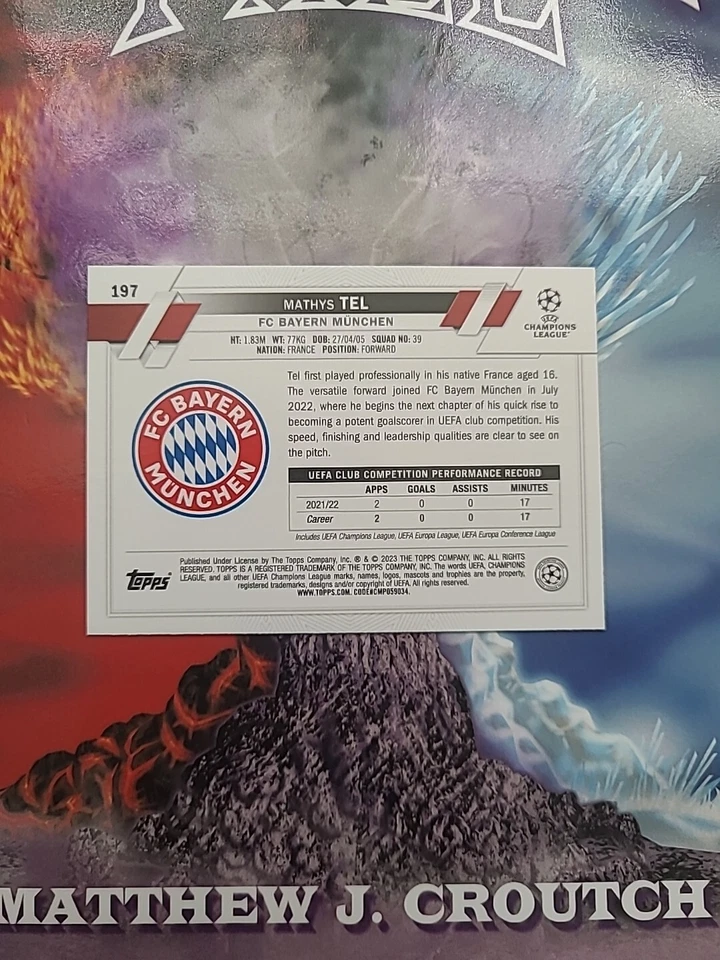 197
MATHYS TEL
FC BAYERN MÜNCHEN
HT: 1.83M WT: 77KG DOB: 27/04/05 SQUAD NO: 39
NATION: FRANCE POSITION: FORWARD
UEFA
CHAMPIONS
LEAGUE
FC BAYERN
MÜNCHEN
Tel first played professionally in his native France aged 16.
The versatile forward joined FC Bayern München in July
2022, where he begins the next chapter of his quick rise to
becoming a potent goalscorer in UEFA club competition. His
speed, finishing and leadership qualities are clear to see on
the pitch.
UEFA CLUB COMPETITION PERFORMANCE RECORD
APPS GOALS ASSISTS MINUTES
2021/22 2 0 0 17
Career 2 0 0 17
Includes UEFA Champions League, UEFA Europa League, UEFA Europa Conference League
Topps®
Published Under License by The Topps Company, Inc. ® & © 2023 THE TOPPS COMPANY, INC. ALL RIGHTS
RESERVED. TOPPS IS A REGISTERED TRADEMARK OF THE TOPPS COMPANY, INC. The words UEFA, CHAMPIONS
LEAGUE, and all other UEFA Champions League marks, names, logos, mascots and trophies are the property,
registered trademarks, designs and/or copyright of UEFA. All rights reserved.
WWW.TOPPS.COM. CODE#CMP059034.
MATTHEW J. CROUTCH